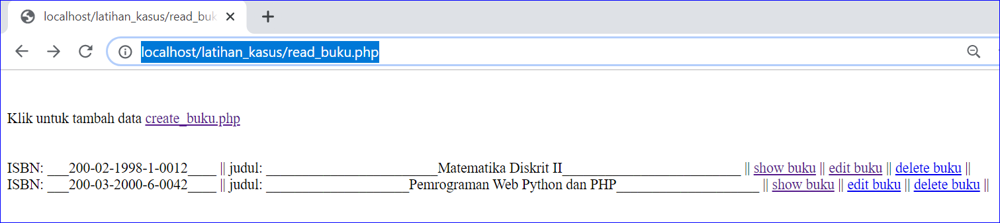 localhost/latihan_kasus/read_buk
localhost/latihan_kasus/read_buku.php
Klik untuk tambah data create_buku.php
ISBN: ___200-02-1998-1-0012____ || judul: ________________________Matematika Diskrit II_________________________ || show buku || edit buku || delete buku ||
ISBN: ___200-03-2000-6-0042____ || judul: ____________________Pemrograman Web Python dan PHP____________________ || show buku || edit buku || delete buku ||